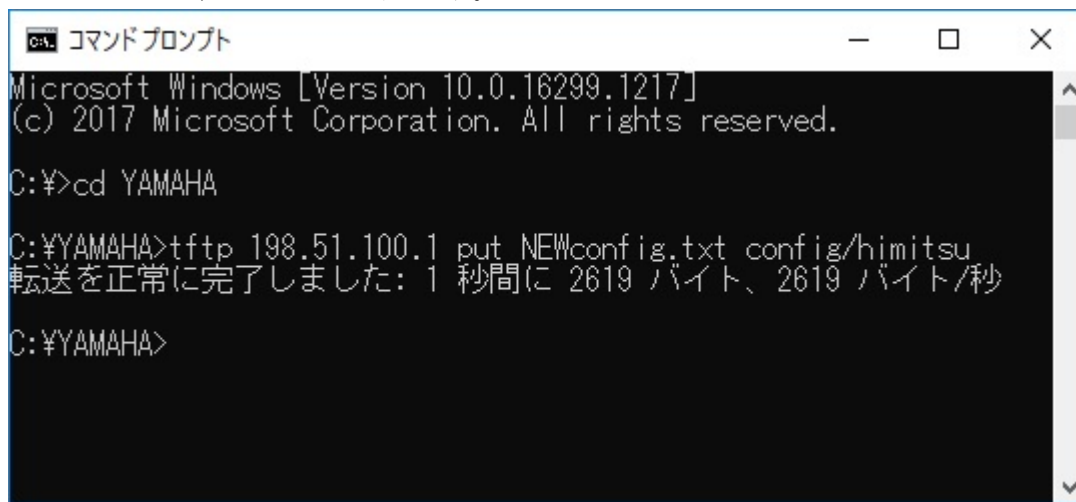 コマンド プロンプト
Microsoft Windows [Version 10.0.16299.1217]
(c) 2017 Microsoft Corporation. All rights reserved.
C:¥>cd YAMAHA
C:¥YAMAHA>tftp 198.51.100.1 put NEWconfig.txt config/himitsu
転送を正常に完了しました: 1 秒間に 2619 バイト、2619 バイト/秒
C:¥YAMAHA>